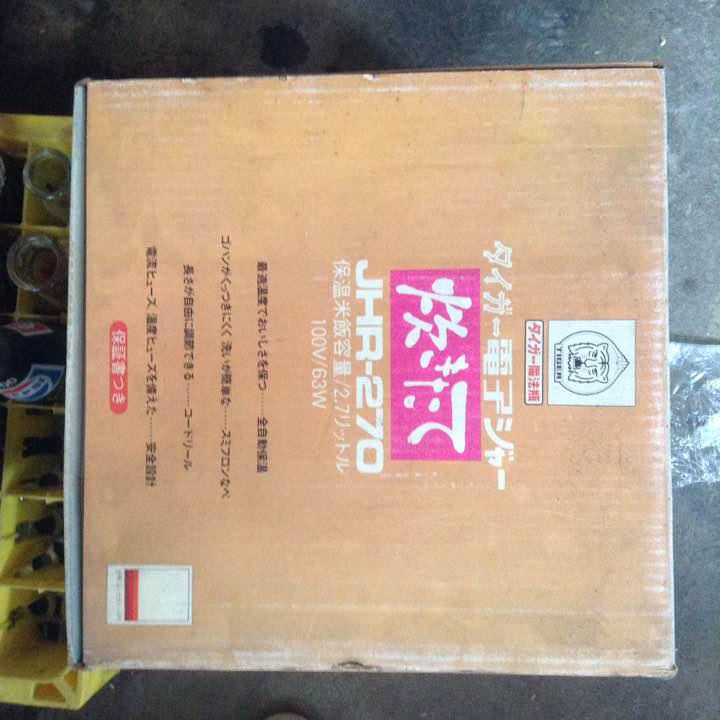 TIGER
タイガー魔法瓶
タイガー電子ジャー
炊きたて
JHR-270
保温米飯容量/2.7リットル
100V/63W
最適温度でおいしさを保つ……全自動保温
ゴハンがくっつきにくく洗いが簡単な……スミフロンなべ
長さが自由に調節できる……コードリール
電流ヒューズ 温度ヒューズを備えた……安全設計
保証書つき